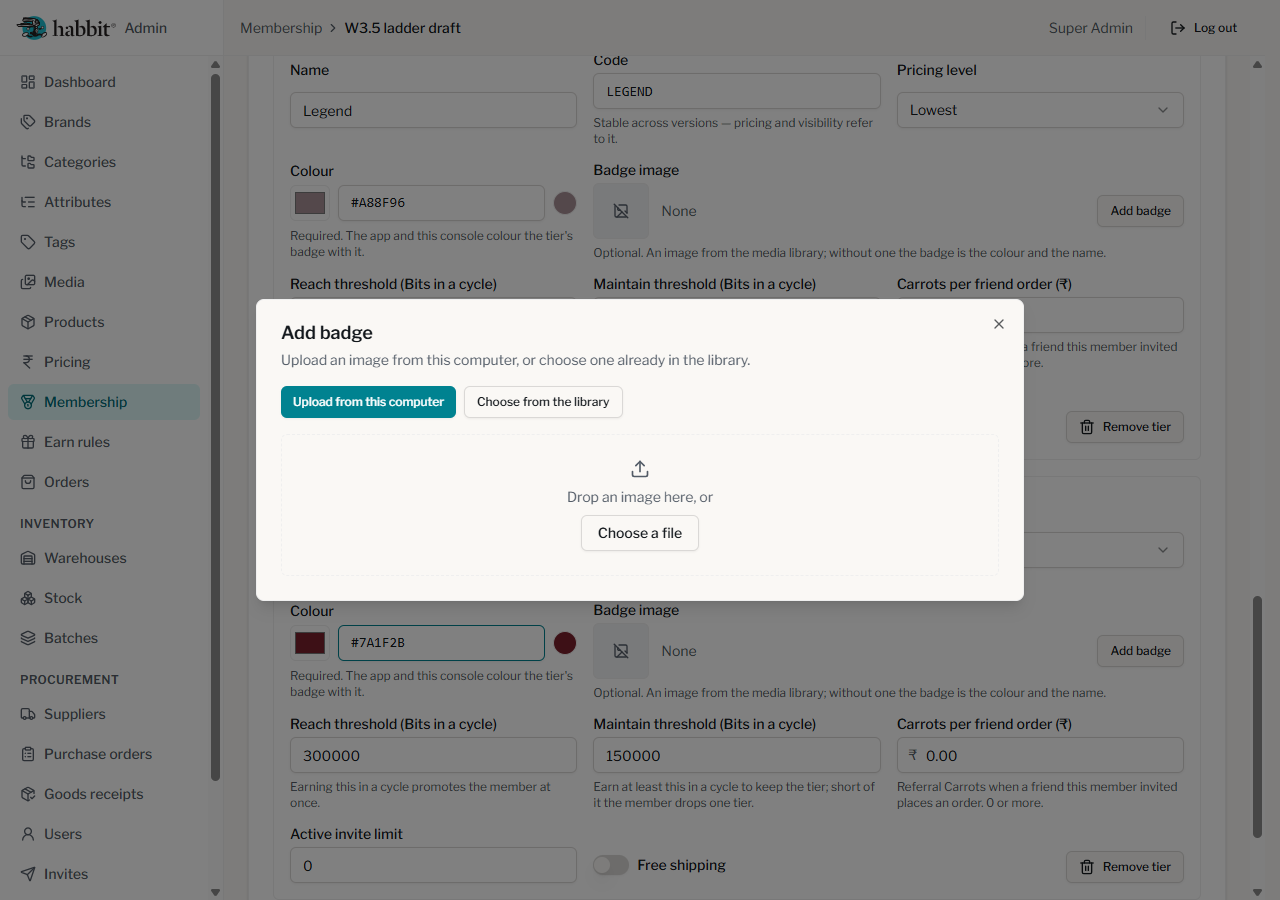 habbit® Admin
Membership > W3.5 ladder draft
Super Admin
Log out
Dashboard
Brands
Categories
Attributes
Tags
Media
Products
Pricing
Membership
Earn rules
Orders
INVENTORY
Warehouses
Stock
Batches
PROCUREMENT
Suppliers
Purchase orders
Goods receipts
Users
Invites
Name
Legend
Code
LEGEND
Stable across versions — pricing and visibility refer
to it.
Pricing level
Lowest
Colour
#A88F96
Required. The app and this console colour the tier's
badge with it.
Badge image
None
Add badge
Optional. An image from the media library; without one the badge is the colour and the name.
Reach threshold (Bits in a cycle)
Maintain threshold (Bits in a cycle)
Carrots per friend order (₹)
a friend this member invited
ore.
Remove tier
Add badge
Upload an image from this computer, or choose one already in the library.
Upload from this computer
Choose from the library
Drop an image here, or
Choose a file
Colour
#7A1F2B
Required. The app and this console colour the tier's
badge with it.
Badge image
None
Add badge
Optional. An image from the media library; without one the badge is the colour and the name.
Reach threshold (Bits in a cycle)
300000
Earning this in a cycle promotes the member at
once.
Maintain threshold (Bits in a cycle)
150000
Earn at least this in a cycle to keep the tier; short of
it the member drops one tier.
Carrots per friend order (₹)
₹ 0.00
Referral Carrots when a friend this member invited
places an order. 0 or more.
Active invite limit
0
Free shipping
Remove tier